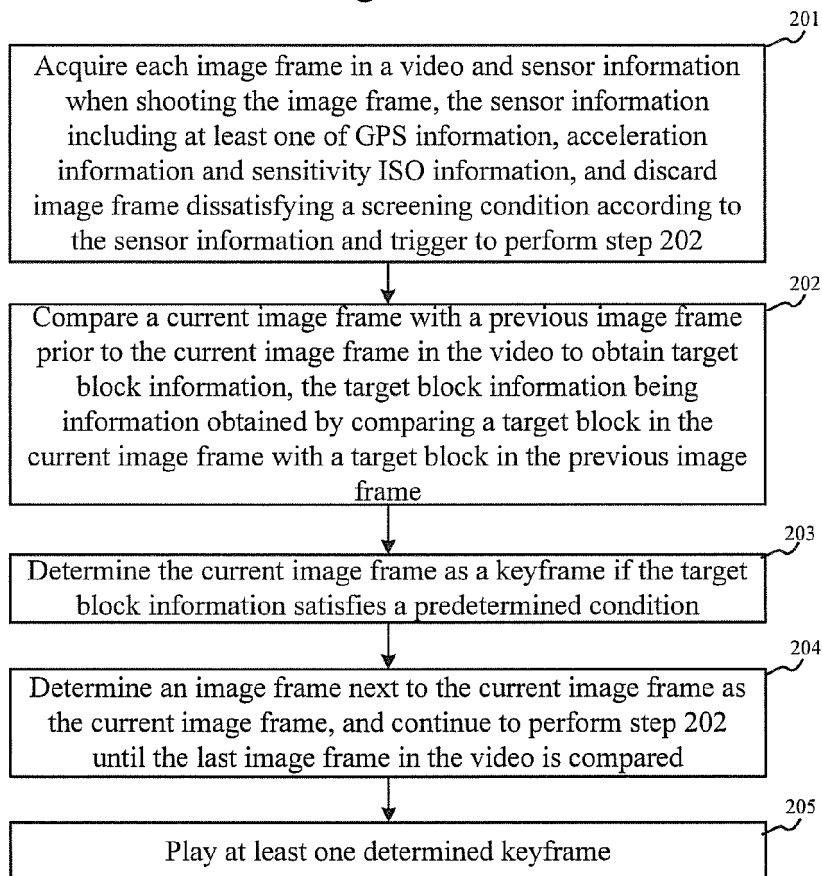 201
Acquire each image frame in a video and sensor information
when shooting the image frame, the sensor information
including at least one of GPS information, acceleration
information and sensitivity ISO information, and discard
image frame dissatisfying a screening condition according to
the sensor information and trigger to perform step 202
202
Compare a current image frame with a previous image frame
prior to the current image frame in the video to obtain target
block information, the target block information being
information obtained by comparing a target block in the
current image frame with a target block in the previous image
frame
203
Determine the current image frame as a keyframe if the target
block information satisfies a predetermined condition
204
Determine an image frame next to the current image frame as
the current image frame, and continue to perform step 202
until the last image frame in the video is compared
205
Play at least one determined keyframe